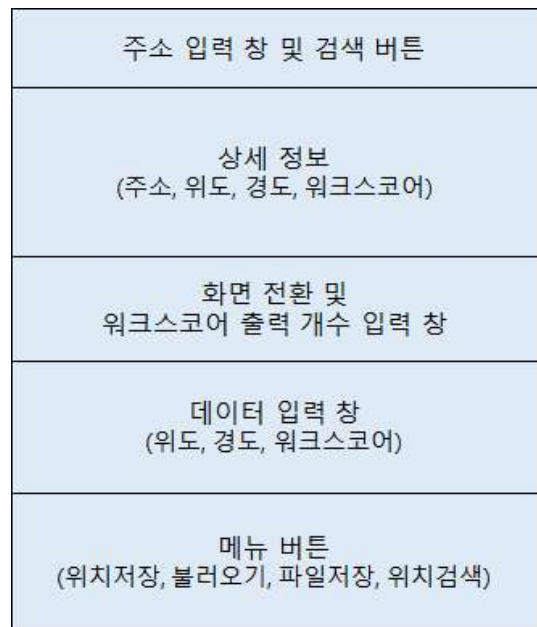 주소 입력 창 및 검색 버튼
상세 정보
(주소, 위도, 경도, 워크스코어)
화면 전환 및
워크스코어 출력 개수 입력 창
데이터 입력 창
(위도, 경도, 워크스코어)
메뉴 버튼
(위치저장, 불러오기, 파일저장, 위치검색)